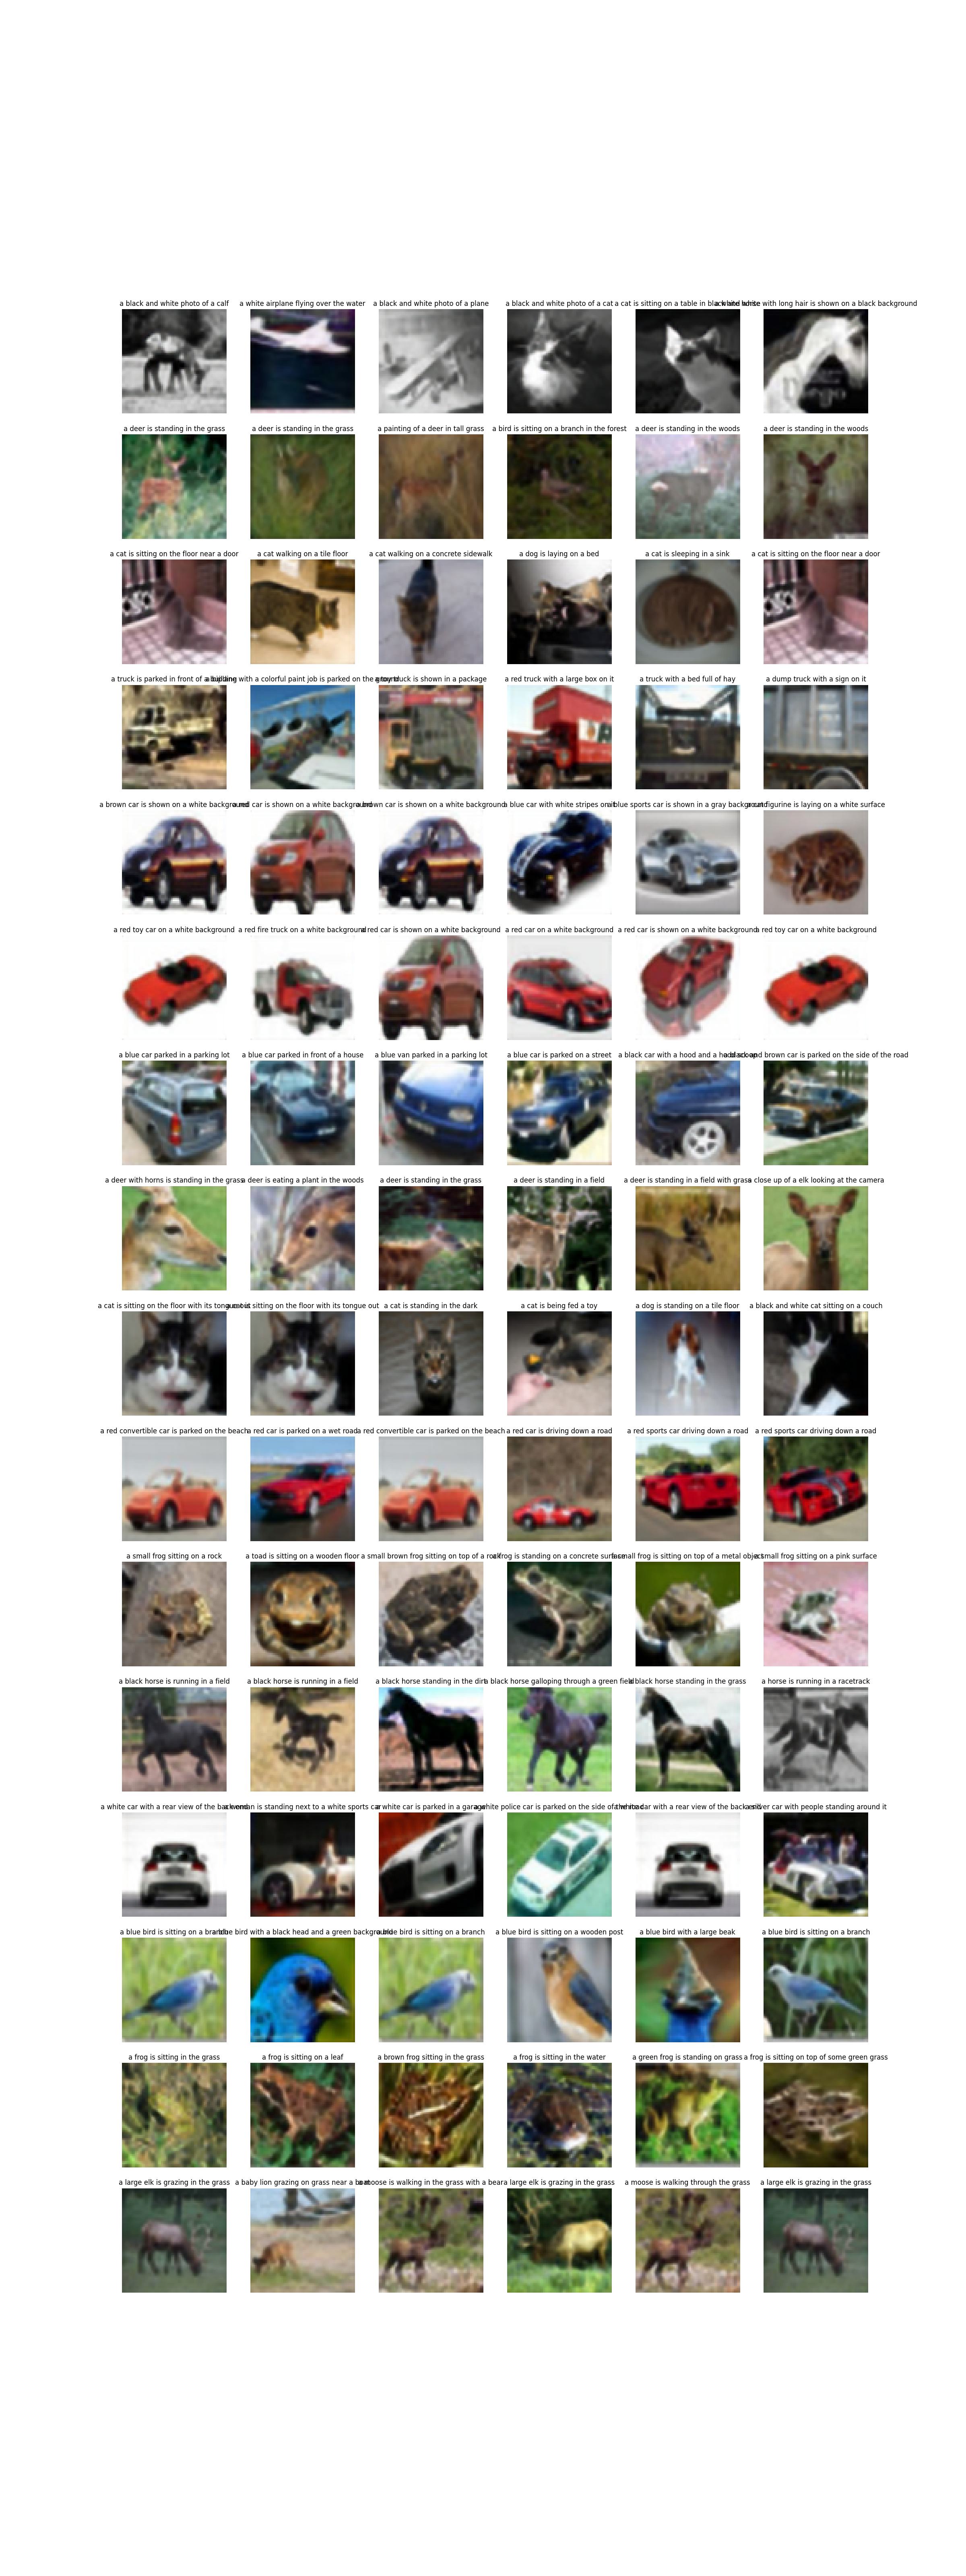 a black and white photo of a calf
a white airplane flying over the water
a black and white photo of a plane
a black and white photo of a cat
a cat is sitting on a table in black and white
a white horse with long hair is shown on a black background
a deer is standing in the grass
a deer is standing in the grass
a painting of a deer in tall grass
a bird is sitting on a branch in the forest
a deer is standing in the woods
a deer is standing in the woods
a cat is sitting on the floor near a door
a cat walking on a tile floor
a cat walking on a concrete sidewalk
a dog is laying on a bed
a cat is sleeping in a sink
a cat is sitting on the floor near a door
a truck is parked in front of a building
with a colorful paint job is parked on the ground
a toy truck is shown in a package
a red truck with a large box on it
a truck with a bed full of hay
a dump truck with a sign on it
a brown car is shown on a white background
a red car is shown on a white background
a brown car is shown on a white background
a blue car with white stripes on it
a blue sports car is shown in a gray background
a cat figurine is laying on a white surface
a red toy car on a white background
a red fire truck on a white background
a red car is shown on a white background
a red car on a white background
a red car is shown on a white background
a red toy car on a white background
a blue car parked in a parking lot
a blue car parked in front of a house
a blue van parked in a parking lot
a blue car is parked on a street
a black car with a hood and a hood scoop
a black and brown car is parked on the side of the road
a deer with horns is standing in the grass
a deer is eating a plant in the woods
a deer is standing in the grass
a deer is standing in a field
a deer is standing in a field with grass
a close up of a elk looking at the camera
a cat is sitting on the floor with its tongue out
a cat is sitting on the floor with its tongue out
a cat is standing in the dark
a cat is being fed a toy
a dog is standing on a tile floor
a black and white cat sitting on a couch
a red convertible car is parked on the beach
a red car is parked on a wet road
a red convertible car is parked on the beach
a red car is driving down a road
a red sports car driving down a road
a red sports car driving down a road
a small frog sitting on a rock
a toad is sitting on a wooden floor
a small brown frog sitting on top of a rock
a frog is standing on a concrete surface
a small frog is sitting on top of a metal object
a small frog sitting on a pink surface
a black horse is running in a field
a black horse is running in a field
a black horse standing in the dirt
a black horse galloping through a green field
a black horse standing in the grass
a horse is running in a racetrack
a white car with a rear view of the back end
a woman is standing next to a white sports car
a white car is parked in a garage
a white police car is parked on the side of the road
a white car with a rear view of the back end
a silver car with people standing around it
a blue bird is sitting on a branch
a blue bird with a black head and a green background
a blue bird is sitting on a branch
a blue bird is sitting on a wooden post
a blue bird with a large beak
a blue bird is sitting on a branch
a frog is sitting in the grass
a frog is sitting on a leaf
a brown frog sitting in the grass
a frog is sitting in the water
a green frog is standing on grass
a frog is sitting on top of some green grass
a large elk is grazing in the grass
a baby lion grazing on grass near a boat
a moose is walking in the grass with a bear
a large elk is grazing in the grass
a moose is walking through the grass
a large elk is grazing in the grass